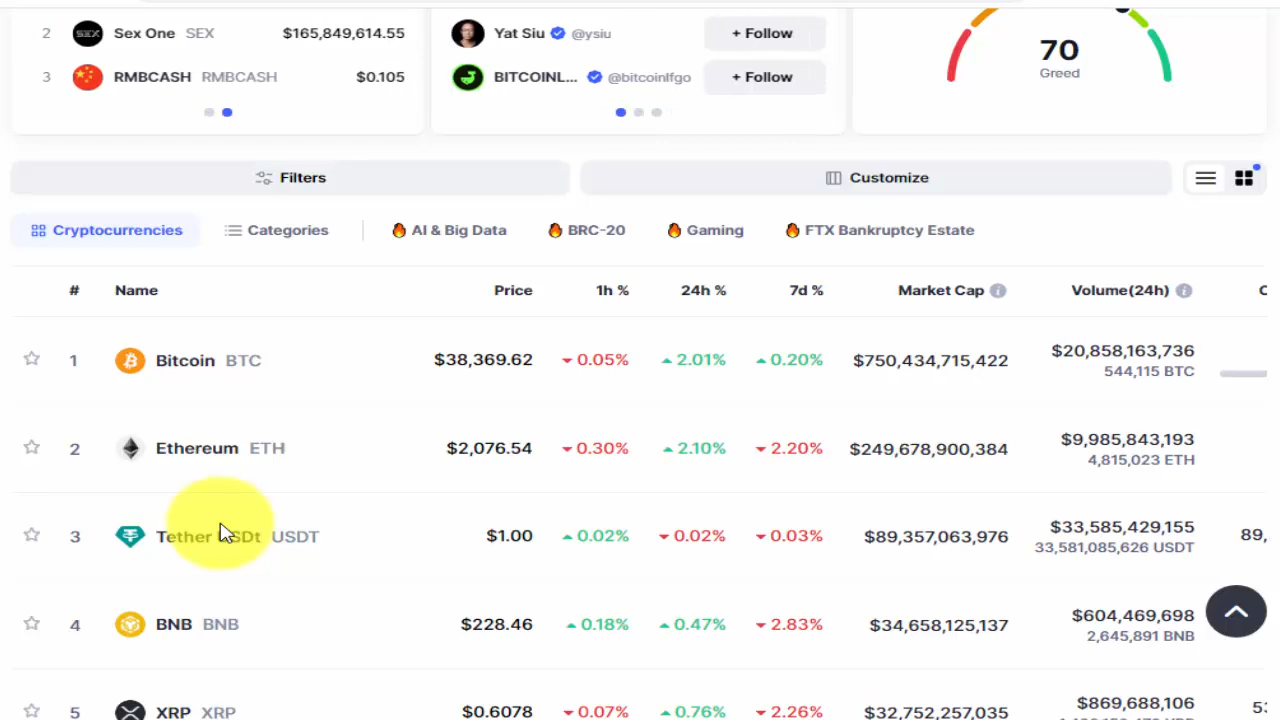 2 SEX Sex One SEX $165,849,614.55
3 RMBCASH RMBCASH $0.105
Yat Siu @ysiu + Follow
BITCOINL... @bitcoinlfgo + Follow
70
Greed
Filters
Customize
Cryptocurrencies Categories AI & Big Data BRC-20 Gaming FTX Bankruptcy Estate
# Name Price 1h % 24h % 7d % Market Cap Volume(24h) C
1 Bitcoin BTC $38,369.62 0.05% 2.01% 0.20% $750,434,715,422 $20,858,163,736
544,115 BTC
2 Ethereum ETH $2,076.54 0.30% 2.10% 2.20% $249,678,900,384 $9,985,843,193
4,815,023 ETH
3 Tether USDt USDT $1.00 0.02% 0.02% 0.03% $89,357,063,976 $33,585,429,155 89,
33,581,085,626 USDT
4 BNB BNB $228.46 0.18% 0.47% 2.83% $34,658,125,137 $604,469,698
2,645,891 BNB
5 XRP XRP $0.6078 0.07% 0.76% 2.26% $32,752,257,035 $869,688,106